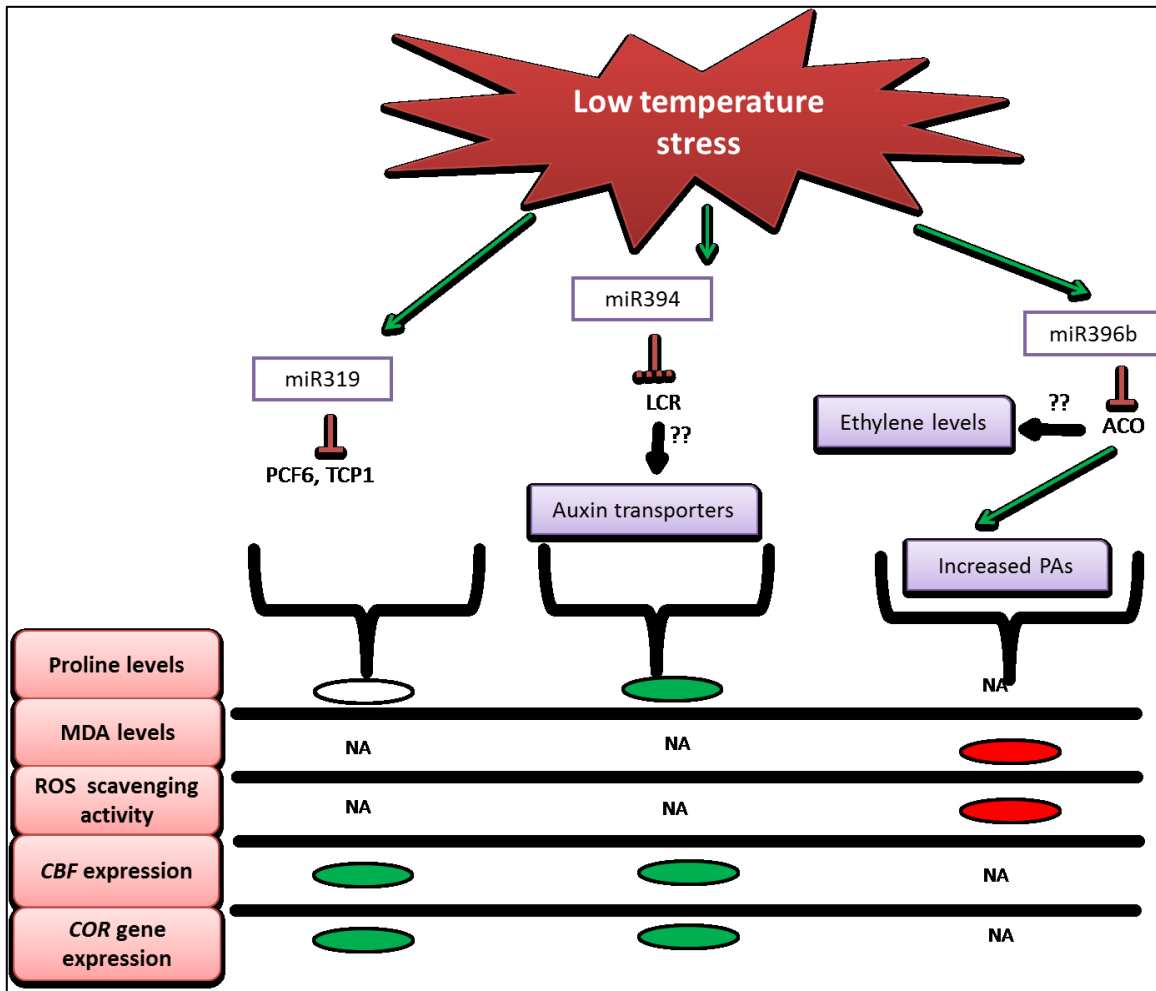 Low temperature
stress
miR394
miR396b
miR319
LCR
??
Ethylene levels
??
ACO
PCF6, TCP1
Auxin transporters
Increased PAs
Proline levels
NA
MDA levels
NA
NA
ROS scavenging
activity
NA
NA
CBF expression
NA
COR gene
expression
NA